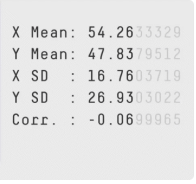 X Mean: 54.2633329
Y Mean: 47.8379512
X SD   : 16.7603719
Y SD   : 26.9303022
Corr. : -0.0699965